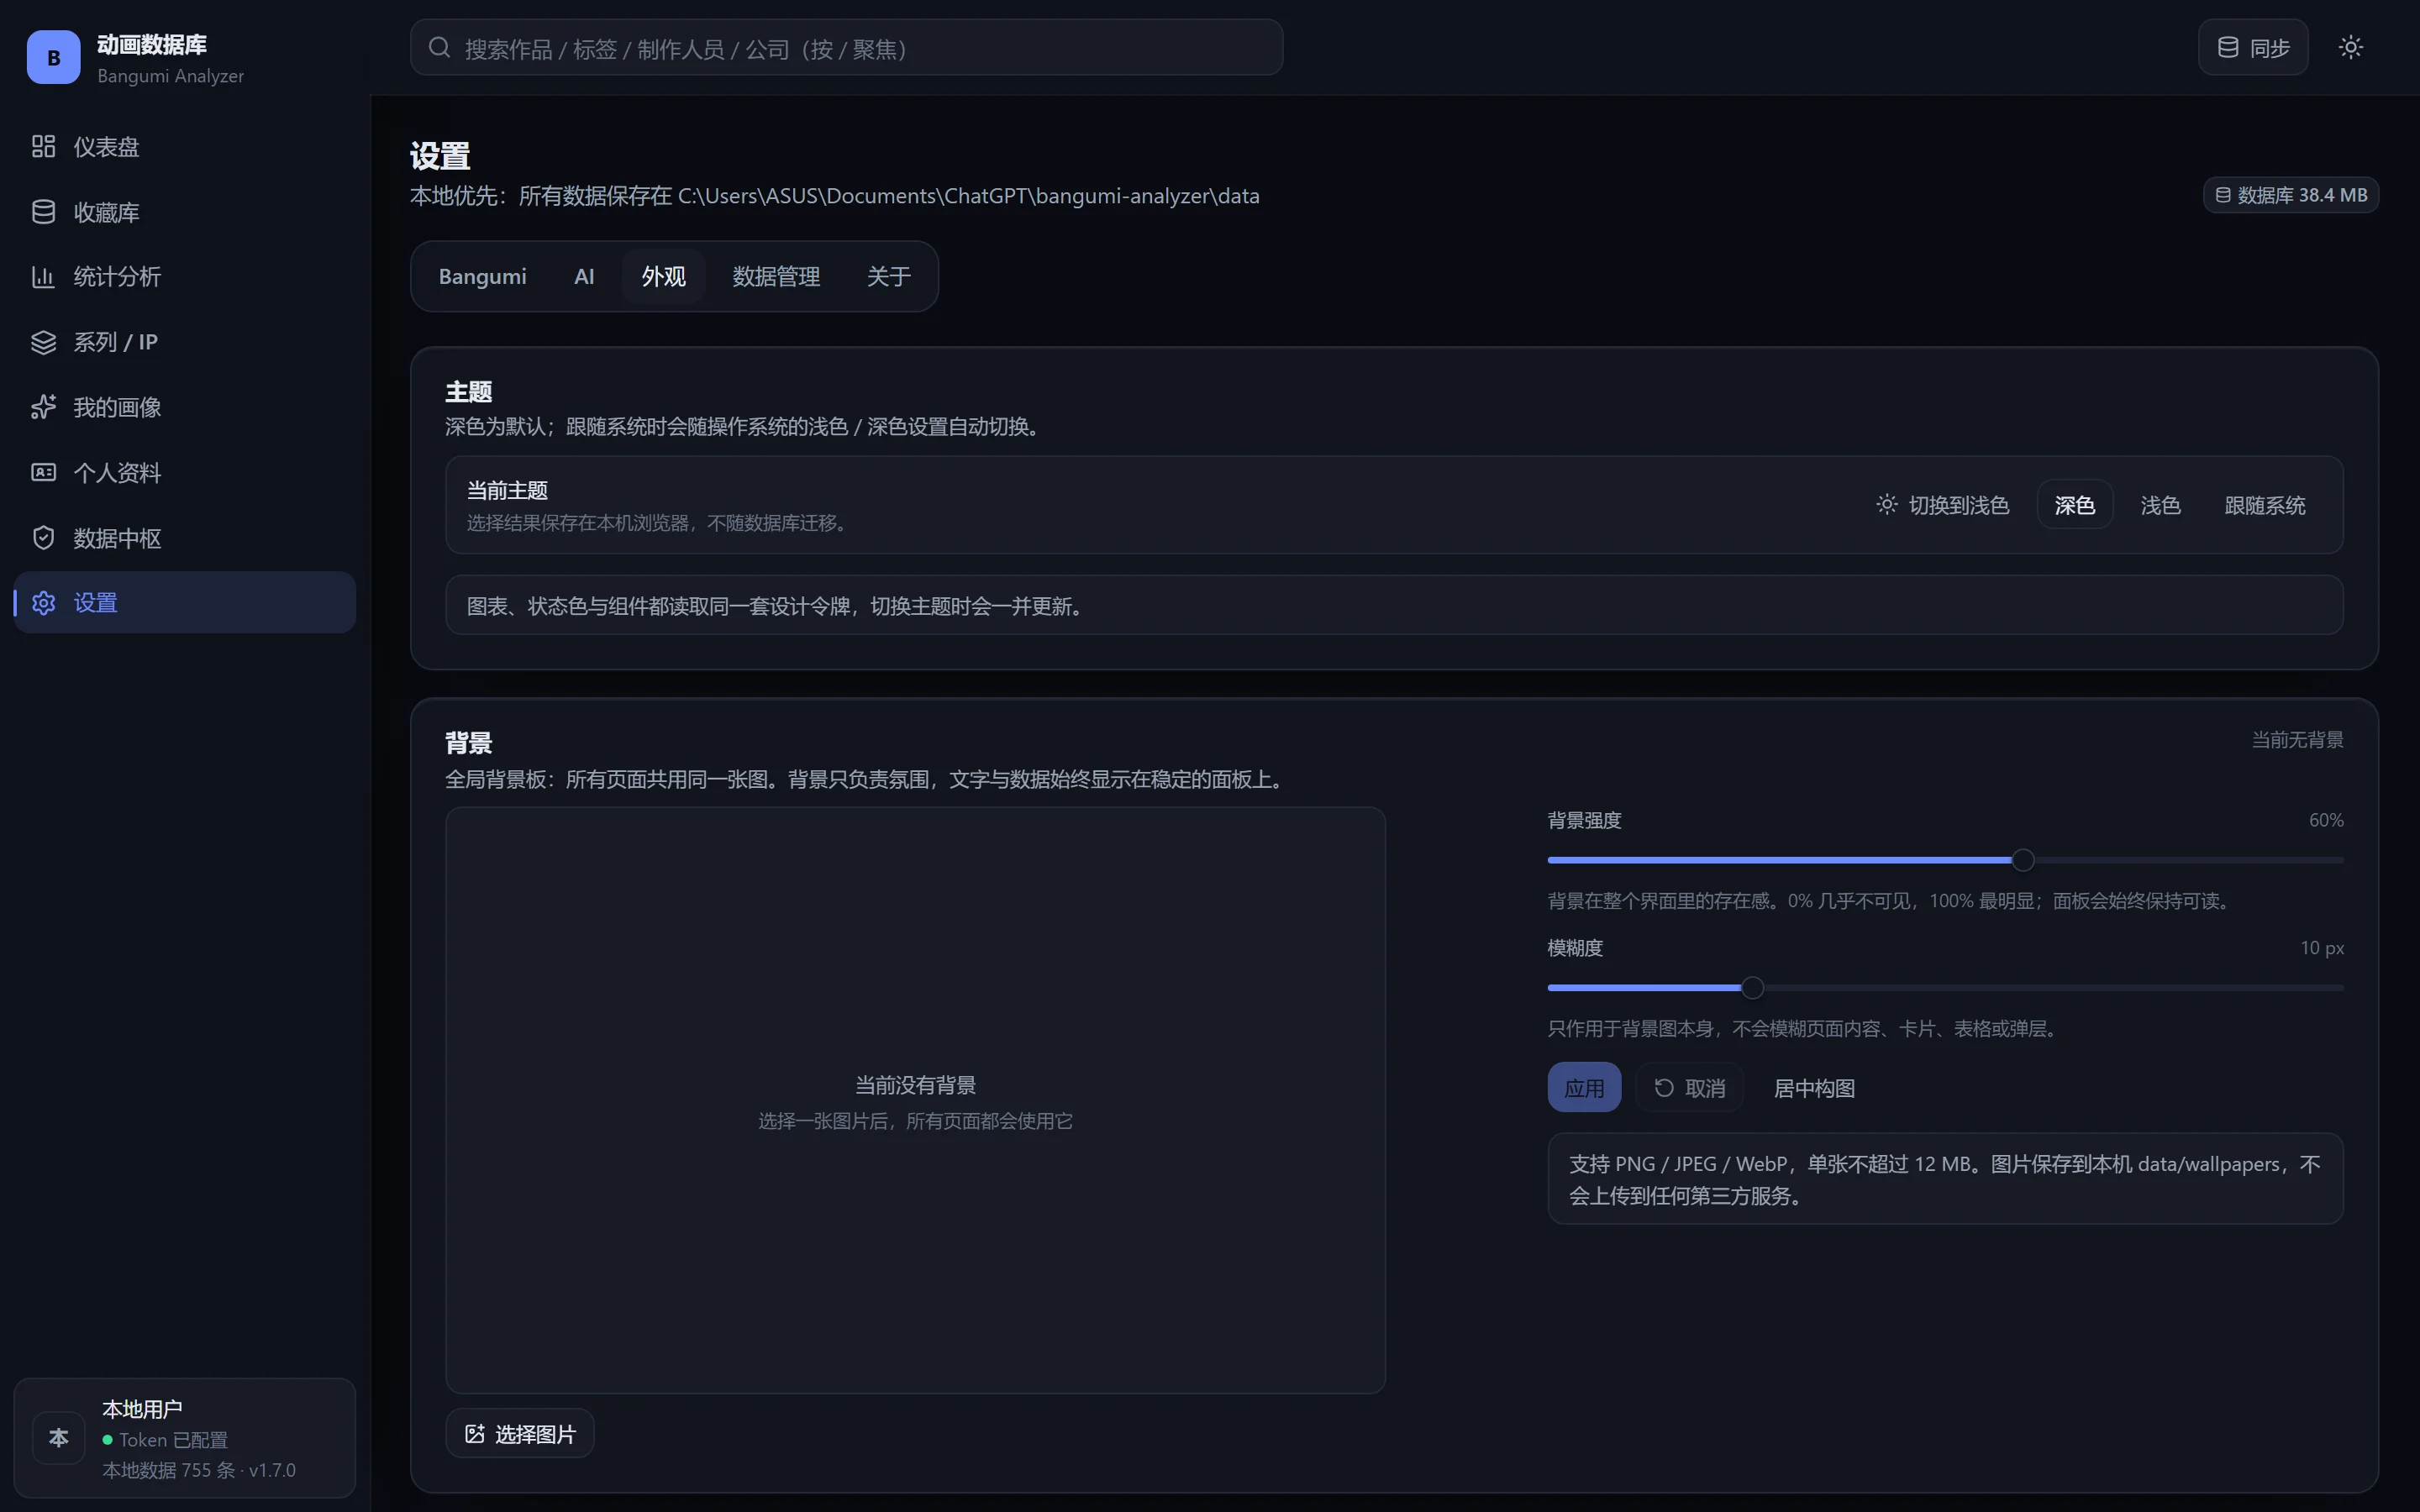 B
动画数据库
Bangumi Analyzer
搜索作品 / 标签 / 制作人员 / 公司（按 / 聚焦）
同步
仪表盘
收藏库
统计分析
系列 / IP
我的画像
个人资料
数据中枢
设置
设置
本地优先：所有数据保存在 C:\Users\ASUS\Documents\ChatGPT\bangumi-analyzer\data
数据库 38.4 MB
Bangumi
AI
外观
数据管理
关于
主题
深色为默认；跟随系统时会随操作系统的浅色 / 深色设置自动切换。
当前主题
选择结果保存在本机浏览器，不随数据库迁移。
切换到浅色
深色
浅色
跟随系统
图表、状态色与组件都读取同一套设计令牌，切换主题时会一并更新。
背景
当前无背景
全局背景板：所有页面共用同一张图。背景只负责氛围，文字与数据始终显示在稳定的面板上。
当前没有背景
选择一张图片后，所有页面都会使用它
选择图片
背景强度
60%
背景在整个界面里的存在感。0% 几乎不可见，100% 最明显；面板会始终保持可读。
模糊度
10 px
只作用于背景图本身，不会模糊页面内容、卡片、表格或弹层。
应用
取消
居中构图
支持 PNG / JPEG / WebP，单张不超过 12 MB。图片保存到本机 data/wallpapers，不
会上传到任何第三方服务。
本
本地用户
Token 已配置
本地数据 755 条 · v1.7.0